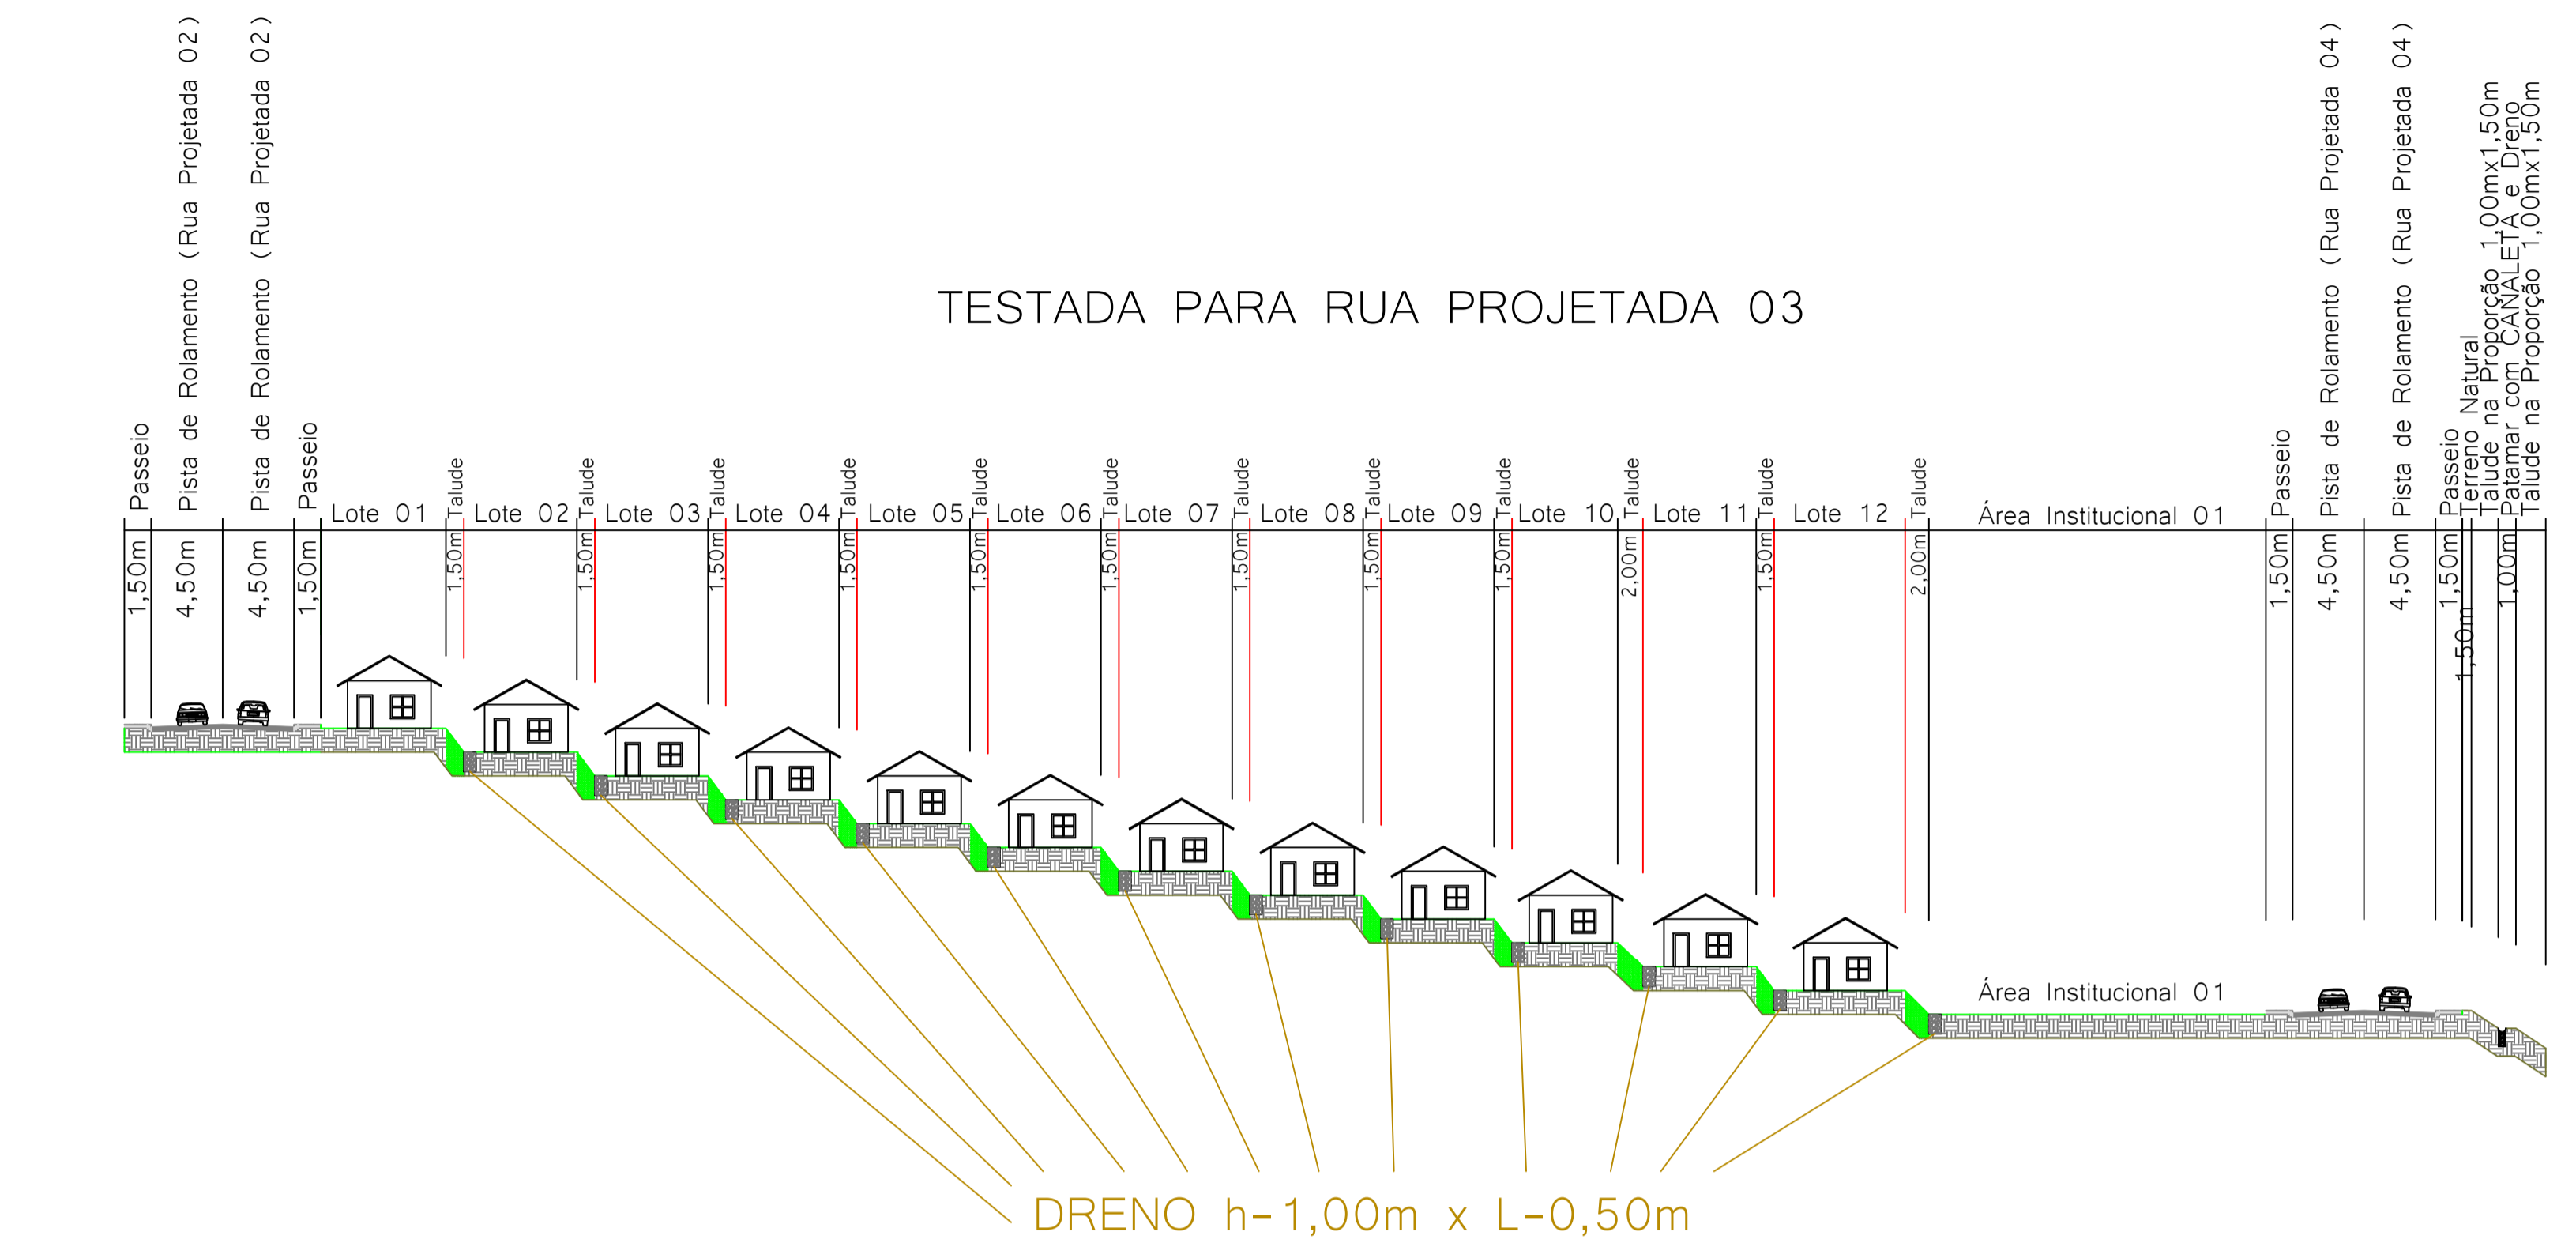 Passeio
Pista de Rolamento (Rua Projetada 02)
Pista de Rolamento (Rua Projetada 02)
Passeio
Pista de Rolamento (Rua Projetada 04)
Pista de Rolamento (Rua Projetada 04)
Passeio
Passeio
Terreno Natural
Talude na Proporção 1,00mx1,50m
Patamar com CANALETA e Dreno
Talude na Proporção 1,00mx1,50m
TESTADA PARA RUA PROJETADA 03
Lote 01
Talude
Lote 02
Talude
Lote 03
Talude
Lote 04
Talude
Lote 05
Talude
Lote 06
Talude
Lote 07
Talude
Lote 08
Talude
Lote 09
Talude
Lote 10
Talude
Lote 11
Talude
Lote 12
Talude
Área Institucional 01
1,50m
4,50m
4,50m
1,50m
1,50m
1,50m
1,50m
1,50m
1,50m
1,50m
1,50m
1,50m
1,50m
2,00m
1,50m
2,00m
1,50m
4,50m
4,50m
1,50m
1,50m
1,00m
Área Institucional 01
DRENO h-1,00m x L-0,50m